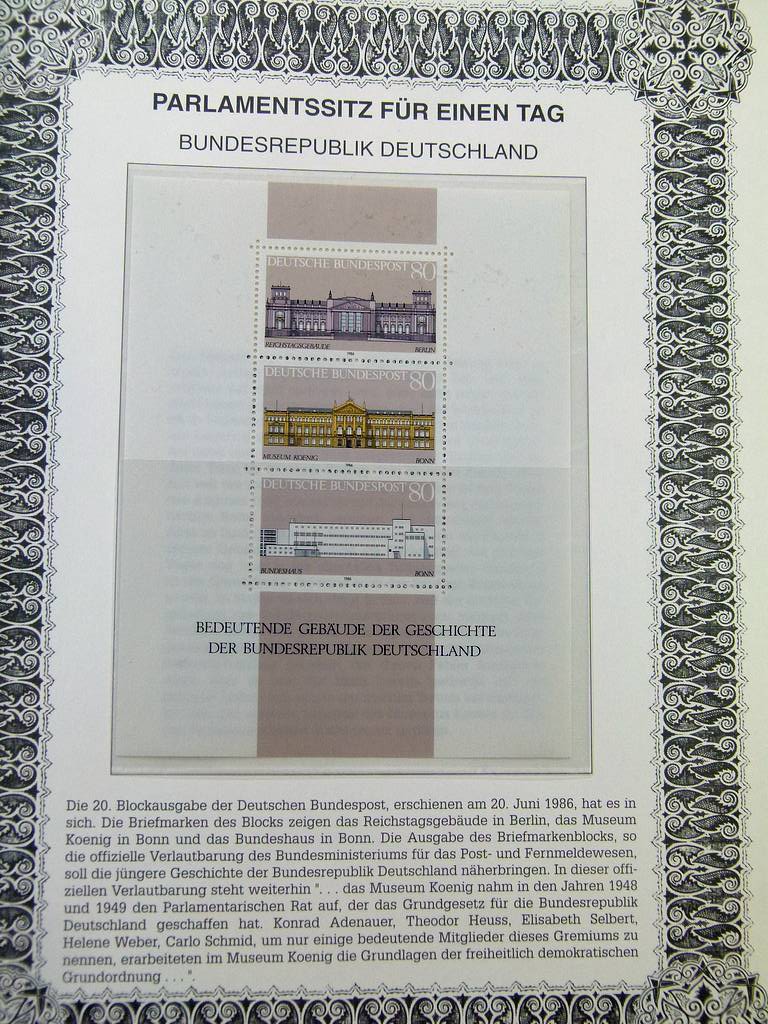 PARLAMENTSSITZ FÜR EINEN TAG
BUNDESREPUBLIK DEUTSCHLAND
DEUTSCHE BUNDESPOST 80
REICHSTAGSGEBÄUDE BERLIN
1986
DEUTSCHE BUNDESPOST 80
MUSEUM KOENIG BONN
1986
DEUTSCHE BUNDESPOST 80
BUNDESHAUS BONN
1986
BEDEUTENDE GEBÄUDE DER GESCHICHTE
DER BUNDESREPUBLIK DEUTSCHLAND
Die 20. Blockausgabe der Deutschen Bundespost, erschienen am 20. Juni 1986, hat es in
sich. Die Briefmarken des Blocks zeigen das Reichstagsgebäude in Berlin, das Museum
Koenig in Bonn und das Bundeshaus in Bonn. Die Ausgabe des Briefmarkenblocks, so
die offizielle Verlautbarung des Bundesministeriums für das Post- und Fernmeldewesen,
soll die jüngere Geschichte der Bundesrepublik Deutschland näherbringen. In dieser offi-
ziellen Verlautbarung steht weiterhin ". . . das Museum Koenig nahm in den Jahren 1948
und 1949 den Parlamentarischen Rat auf, der das Grundgesetz für die Bundesrepublik
Deutschland geschaffen hat. Konrad Adenauer, Theodor Heuss, Elisabeth Selbert,
Helene Weber, Carlo Schmid, um nur einige bedeutende Mitglieder dieses Gremiums zu
nennen, erarbeiteten im Museum Koenig die Grundlagen der freiheitlich demokratischen
Grundordnung . . .".